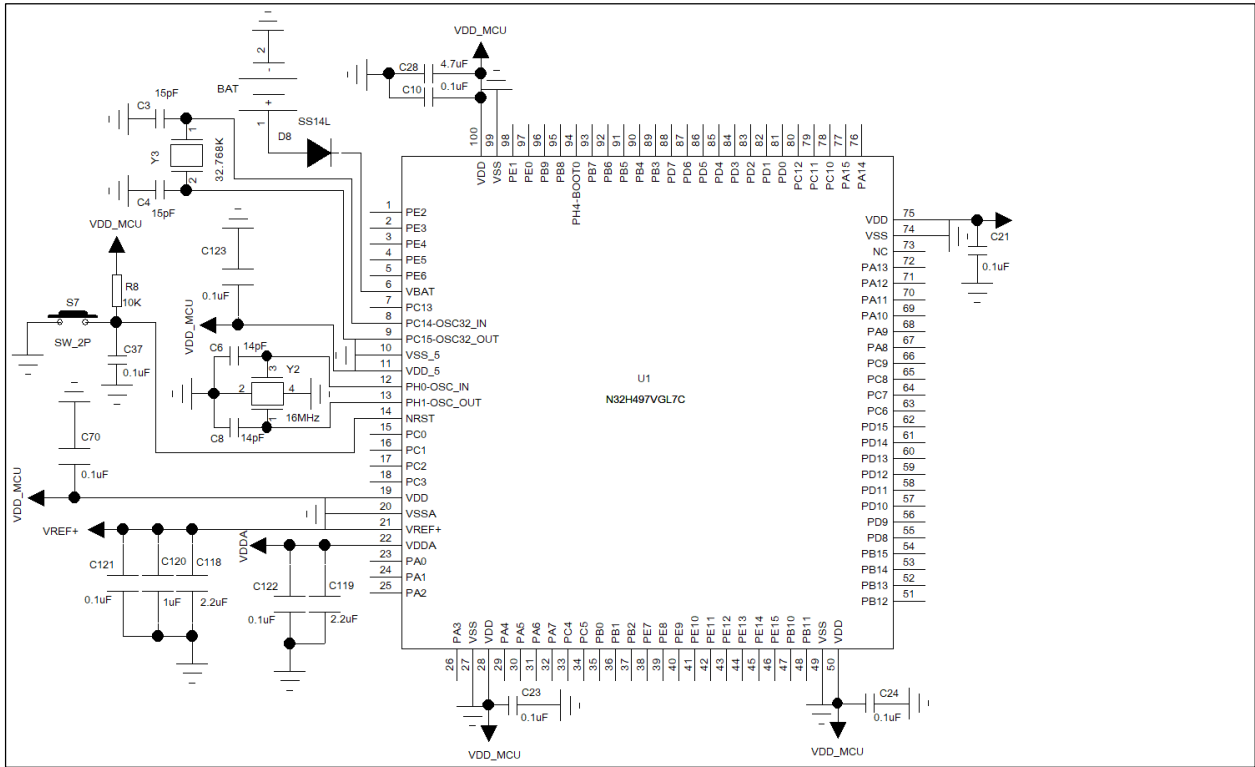 VDD_MCU
C28 4.7uF
C10 0.1uF
2
-
BAT
+
1
D8
SS14L
15pF
C3
1
Y3
2
32.768K
C4
15pF
VDD_MCU
R8
10K
S7
SW_2P
C37
0.1uF
C123
0.1uF
VDD_MCU
C6 14pF
3
Y2
2 4
1
16MHz
C8 14pF
C70
0.1uF
VDD_MCU
VREF+
C121
0.1uF
C120
1uF
C118
2.2uF
VDDA
C122
0.1uF
C119
2.2uF
100 VDD
99 VSS
98 PE1
97 PE0
96 PB9
95 PB8
94 PH4-BOOT0
93 PB7
92 PB6
91 PB5
90 PB4
89 PB3
88 PD7
87 PD6
86 PD5
85 PD4
84 PD3
83 PD2
82 PD1
81 PD0
80 PC12
79 PC11
78 PC10
77 PA15
76 PA14
1 PE2
2 PE3
3 PE4
4 PE5
5 PE6
6 VBAT
7 PC13
8 PC14-OSC32_IN
9 PC15-OSC32_OUT
10 VSS_5
11 VDD_5
12 PH0-OSC_IN
13 PH1-OSC_OUT
14 NRST
15 PC0
16 PC1
17 PC2
18 PC3
19 VDD
20 VSSA
21 VREF+
22 VDDA
23 PA0
24 PA1
25 PA2
U1
N32H497VGL7C
VDD 75
VSS 74
NC 73
PA13 72
PA12 71
PA11 70
PA10 69
PA9 68
PA8 67
PC9 66
PC8 65
PC7 64
PC6 63
PD15 62
PD14 61
PD13 60
PD12 59
PD11 58
PD10 57
PD9 56
PD8 55
PB15 54
PB14 53
PB13 52
PB12 51
C21
0.1uF
PA3 26
VSS 27
VDD 28
PA4 29
PA5 30
PA6 31
PA7 32
PC4 33
PC5 34
PB0 35
PB1 36
PB2 37
PE7 38
PE8 39
PE9 40
PE10 41
PE11 42
PE12 43
PE13 44
PE14 45
PE15 46
PB10 47
PB11 48
VSS 49
VDD 50
C23
0.1uF
VDD_MCU
C24
0.1uF
VDD_MCU